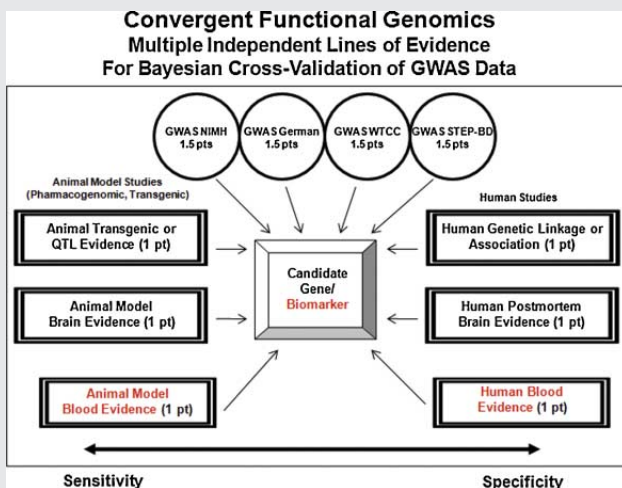 Convergent Functional Genomics
Multiple Independent Lines of Evidence
For Bayesian Cross-Validation of GWAS Data
GWAS NIMH
1.5 pts
GWAS German
1.5 pts
GWAS WTCC
1.5 pts
GWAS STEP-BD
1.5 pts
Animal Model Studies
(Pharmacogenomic, Transgenic)
Human Studies
Animal Transgenic or
QTL Evidence (1 pt)
Human Genetic Linkage or
Association (1 pt)
Candidate
Gene/
Biomarker
Animal Model
Brain Evidence (1 pt)
Human Postmortem
Brain Evidence (1 pt)
Animal Model
Blood Evidence (1 pt)
Human Blood
Evidence (1 pt)
Sensitivity
Specificity